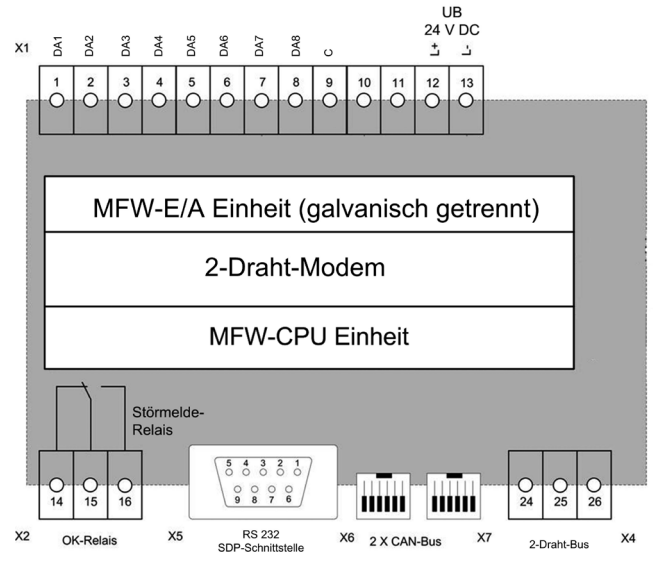 UB
24 V DC
X1 DA1 DA2 DA3 DA4 DA5 DA6 DA7 DA8 C L+ L-
1 2 3 4 5 6 7 8 9 10 11 12 13
MFW-E/A Einheit (galvanisch getrennt)
2-Draht-Modem
MFW-CPU Einheit
Störmelde-
Relais
5 4 3 2 1
9 8 7 6
14 15 16
24 25 26
X2 OK-Relais X5 RS 232 X6 2 X CAN-Bus X7 2-Draht-Bus X4
SDP-Schnittstelle